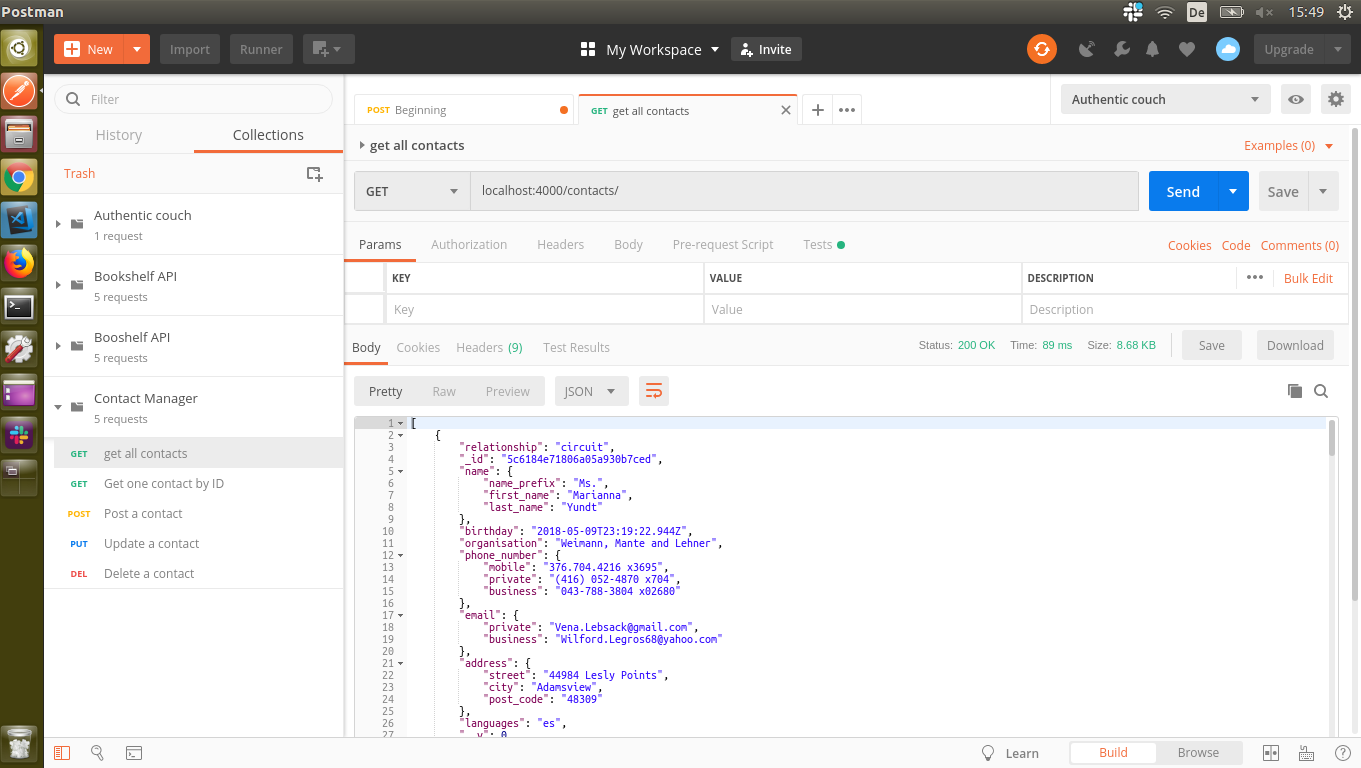 Postman
De
15:49
New
Import
Runner
My Workspace
Invite
Upgrade
Filter
History
Collections
Trash
Authentic couch
1 request
Bookshelf API
5 requests
Booshelf API
5 requests
Contact Manager
5 requests
GET get all contacts
GET Get one contact by ID
POST Post a contact
PUT Update a contact
DEL Delete a contact
POST Beginning
GET get all contacts
Authentic couch
get all contacts
Examples (0)
GET
localhost:4000/contacts/
Send
Save
Params Authorization Headers Body Pre-request Script Tests
Cookies Code Comments (0)
KEY VALUE DESCRIPTION
Bulk Edit
Key Value Description
Body Cookies Headers (9) Test Results
Status: 200 OK Time: 89 ms Size: 8.68 KB
Save
Download
Pretty Raw Preview
JSON
1 [
2 {
3 "relationship": "circuit",
4 "_id": "5c6184e71806a05a930b7ced",
5 "name": {
6 "name_prefix": "Ms.",
7 "first_name": "Marianna",
8 "last_name": "Yundt"
9 },
10 "birthday": "2018-05-09T23:19:22.944Z",
11 "organisation": "Weimann, Mante and Lehner",
12 "phone_number": {
13 "mobile": "376.704.4216 x3695",
14 "private": "(416) 052-4870 x704",
15 "business": "043-788-3804 x02680"
16 },
17 "email": {
18 "private": "Vena.Lebsack@gmail.com",
19 "business": "Wilford.Legros68@yahoo.com"
20 },
21 "address": {
22 "street": "44984 Lesly Points",
23 "city": "Adamsview",
24 "post_code": "48309"
25 },
26 "languages": "es",
27 "__v": 0
Learn
Build
Browse